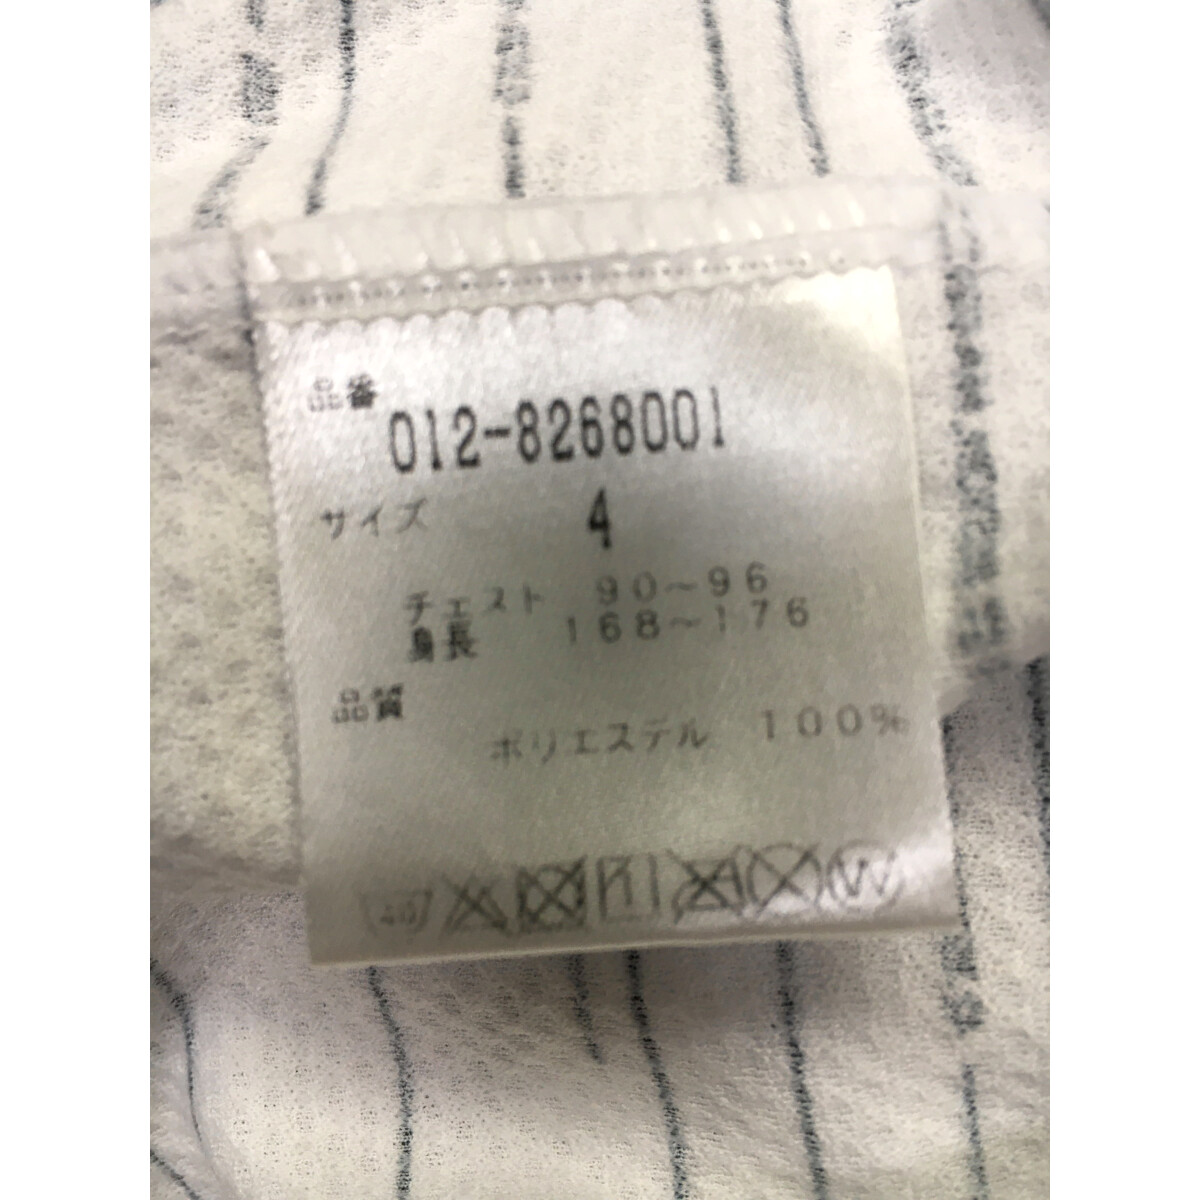 品番
012-8268001
サイズ 4
チェスト 90~96
身長 168~176
品質
ポリエステル 100%
40
W